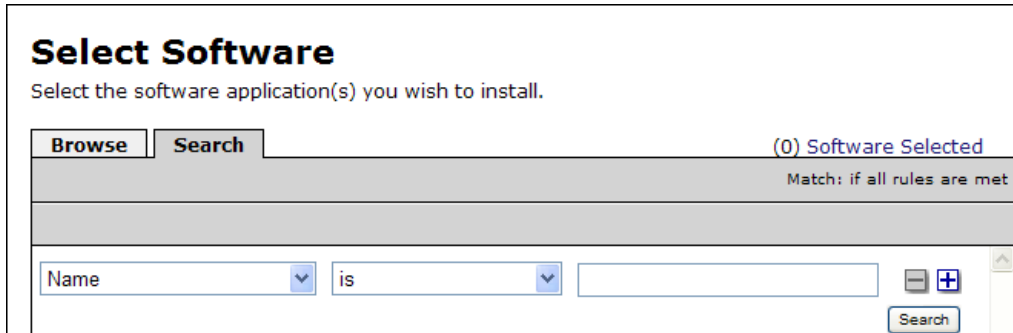 Select Software
Select the software application(s) you wish to install.
Browse Search (0) Software Selected
Match: if all rules are met
Name is
Search